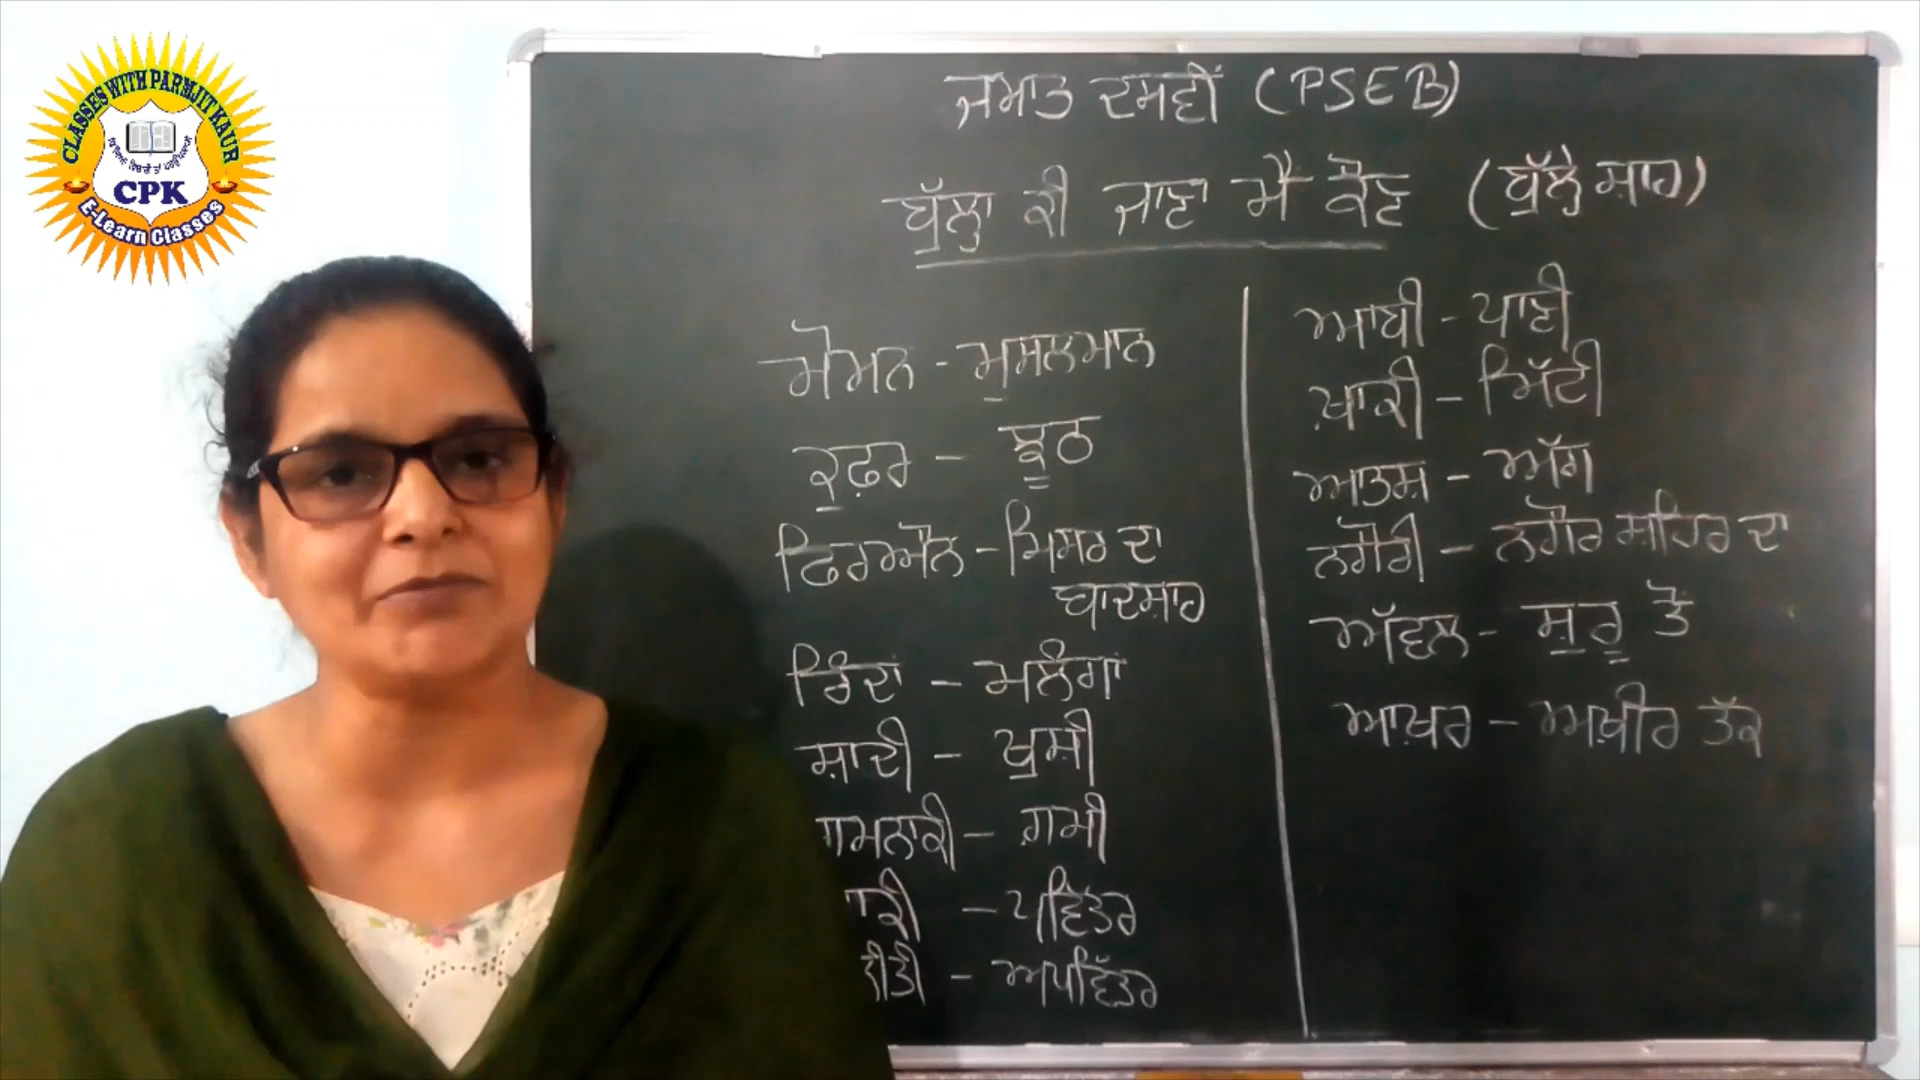 CLASSES WITH PARMJIT KAUR
CPK
E-Learn Classes
ਜਮਾਤ ਦਸਵੀਂ (PSEB)
ਬੁੱਲ੍ਹਾ ਕੀ ਜਾਣਾ ਮੈਂ ਕੌਣ (ਬੁੱਲ੍ਹੇ ਸ਼ਾਹ)
ਮੋਮਨ - ਮੁਸਲਮਾਨ
ਕੁਫ਼ਰ - ਝੂਠ
ਫਿਰਔਨ - ਮਿਸਰ ਦਾ
ਬਾਦਸ਼ਾਹ
ਰਿੰਦਾਂ - ਮਲੰਗਾਂ
ਸ਼ਾਦੀ - ਖੁਸ਼ੀ
ਗਮਨਾਕੀ - ਗ਼ਮੀ
ਾਕੀ - ਪਵਿੱਤਰ
ਲੀਤੀ - ਅਪਵਿੱਤਰ
ਆਬੀ - ਪਾਣੀ
ਖ਼ਾਕੀ - ਮਿੱਟੀ
ਆਤਸ਼ - ਅੱਗ
ਨਗੌਰੀ - ਨਗੌਰ ਸ਼ਹਿਰ ਦਾ
ਅੱਵਲ - ਸ਼ੁਰੂ ਤੋਂ
ਆਖ਼ਰ - ਅਖ਼ੀਰ ਤੱਕ